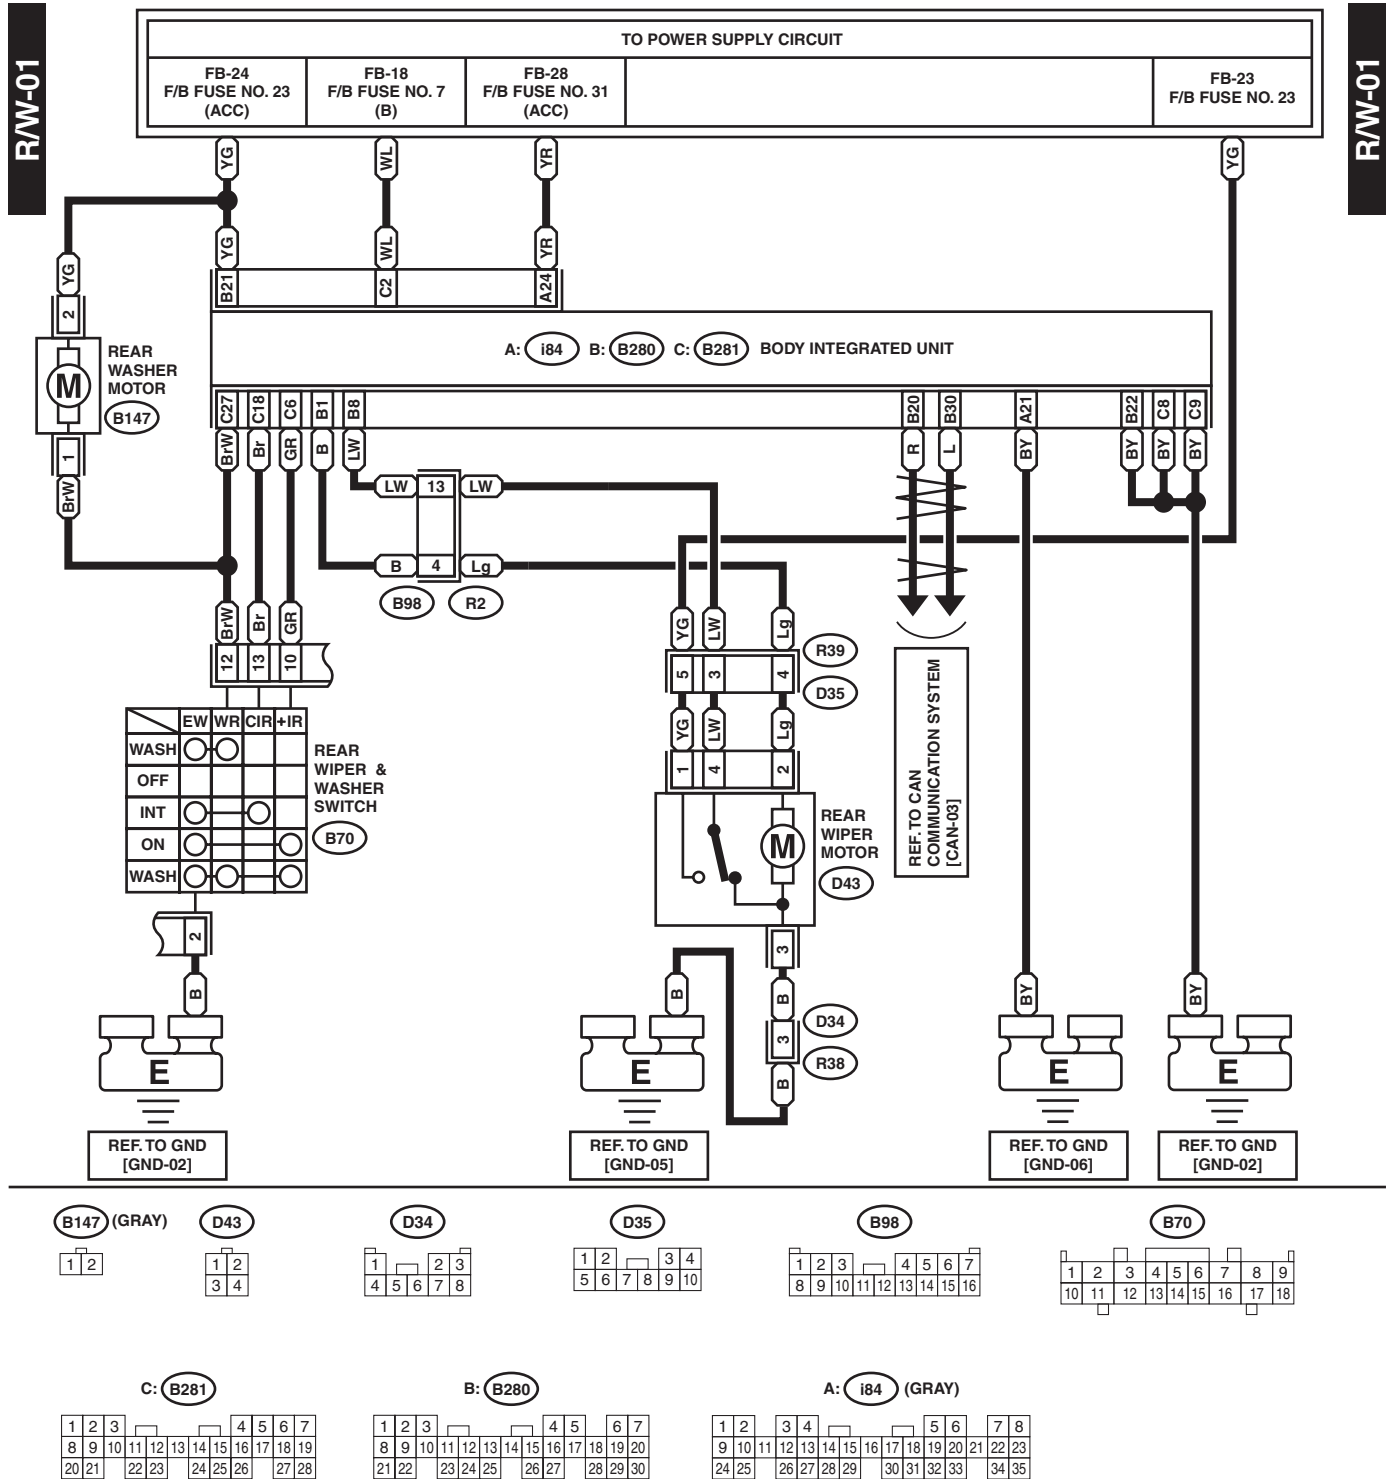 R/W-01
R/W-01
TO POWER SUPPLY CIRCUIT
FB-24
F/B FUSE NO. 23
(ACC)
FB-18
F/B FUSE NO. 7
(B)
FB-28
F/B FUSE NO. 31
(ACC)
FB-23
F/B FUSE NO. 23
YG WL YR YG
YG WL YR
B21 C2 A24
YG
2
REAR
WASHER
MOTOR
M
B147
1
BrW
A: i84 B: B280 C: B281 BODY INTEGRATED UNIT
C27 C18 C6 B1 B8 B20 B30 A21 B22 C8 C9
BrW Br GR B LW R L BY BY BY BY
LW 13 LW
B 4 Lg
B98 R2
BrW Br GR
12 13 10
YG LW Lg
R39
5 3 4
D35
YG LW Lg
1 4 2
REF. TO CAN
COMMUNICATION SYSTEM
[CAN-03]
EW WR CIR +IR
WASH
OFF
INT
ON
WASH
REAR
WIPER &
WASHER
SWITCH
B70
M
REAR
WIPER
MOTOR
D43
2
3
B
B
B
BY
BY
D34
3
R38
B
E
E
E
E
REF. TO GND
[GND-02]
REF. TO GND
[GND-05]
REF. TO GND
[GND-06]
REF. TO GND
[GND-02]
B147 (GRAY)
1 2
D43
1 2
3 4
D34
1 2 3
4 5 6 7 8
D35
1 2 3 4
5 6 7 8 9 10
B98
1 2 3 4 5 6 7
8 9 10 11 12 13 14 15 16
B70
1 2 3 4 5 6 7 8 9
10 11 12 13 14 15 16 17 18
C: B281
1 2 3 4 5 6 7
8 9 10 11 12 13 14 15 16 17 18 19
20 21 22 23 24 25 26 27 28
B: B280
1 2 3 4 5 6 7
8 9 10 11 12 13 14 15 16 17 18 19 20
21 22 23 24 25 26 27 28 29 30
A: i84 (GRAY)
1 2 3 4 5 6 7 8
9 10 11 12 13 14 15 16 17 18 19 20 21 22 23
24 25 26 27 28 29 30 31 32 33 34 35